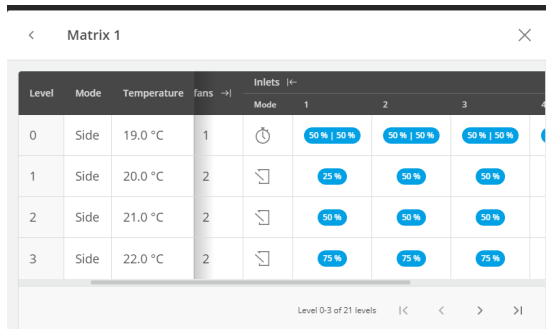 Matrix 1
Inlets
Level Mode Temperature fans Mode 1 2 3 4
0 Side 19.0 °C 1 50 % | 50 % 50 % | 50 % 50 % | 50 %
1 Side 20.0 °C 2 25 % 50 % 50 %
2 Side 21.0 °C 2 50 % 50 % 50 %
3 Side 22.0 °C 2 75 % 75 % 75 %
Level 0-3 of 21 levels